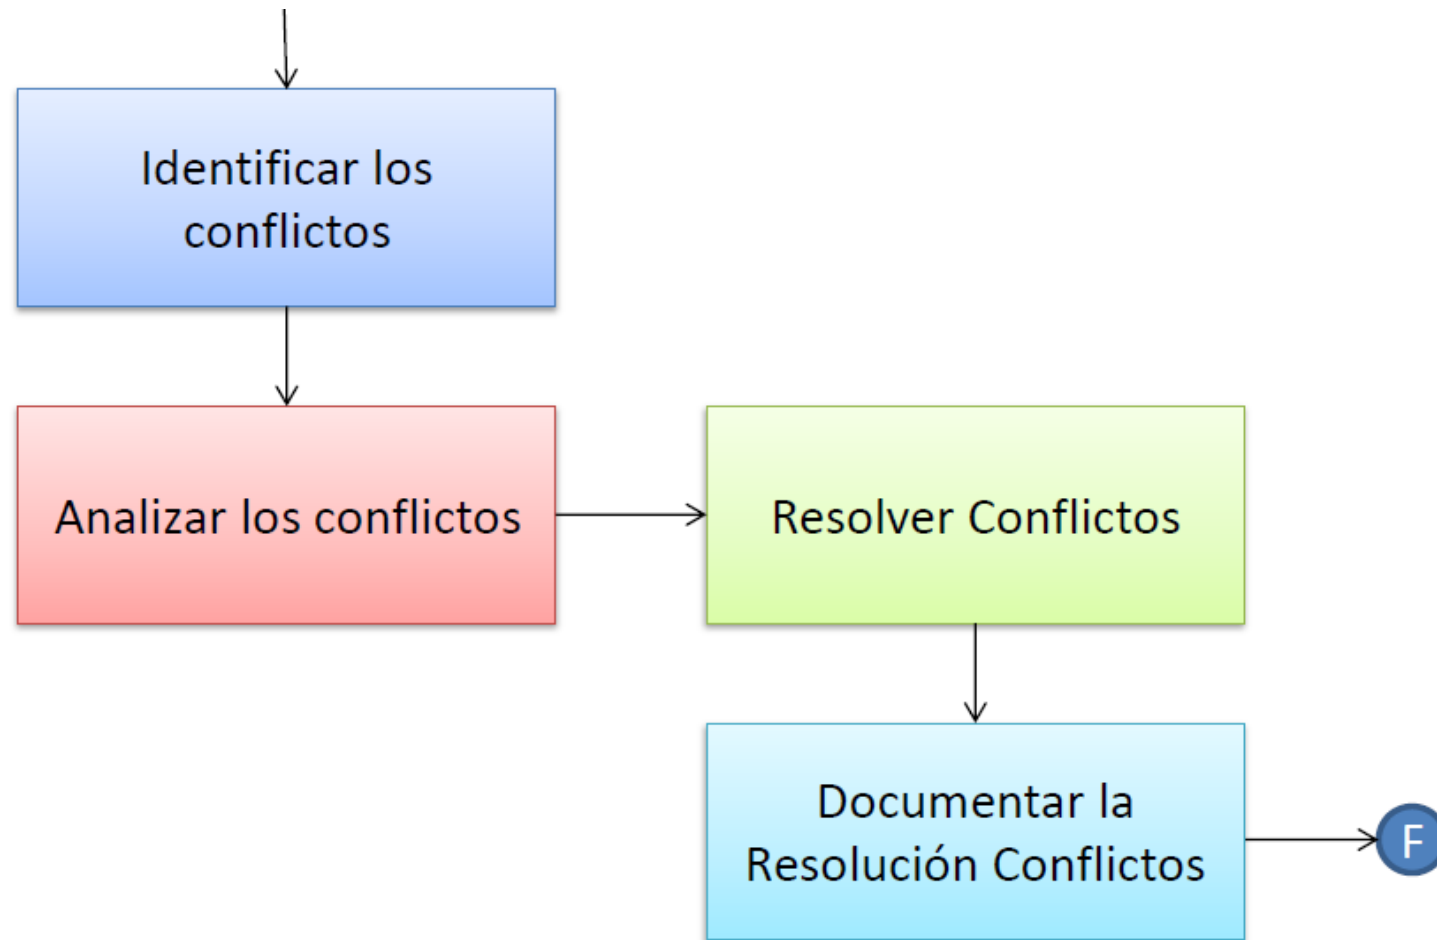 Identificar los
conflictos
Analizar los conflictos
Resolver Conflictos
Documentar la
Resolución Conflictos
F